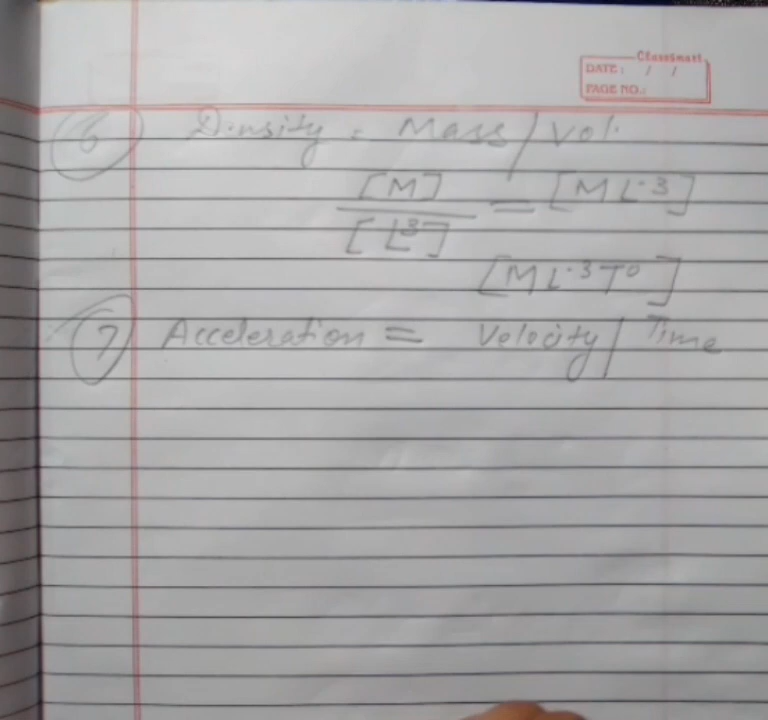 Classmate
DATE: / /
PAGE NO.:
6 Density = Mass/Vol.
[M] / [L³] = [ML⁻³]
[ML⁻³T⁰]
7 Acceleration = Velocity/Time